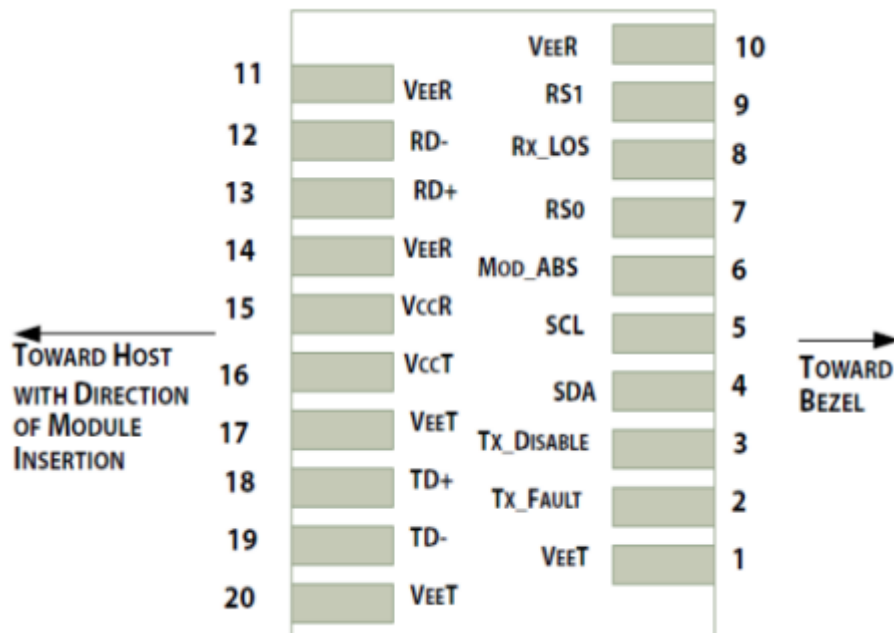 11 VEER
12 RD-
13 RD+
14 VEER
15 VCCR
16 VCCT
17 VEET
18 TD+
19 TD-
20 VEET
VEER 10
RS1 9
RX_LOS 8
RS0 7
MOD_ABS 6
SCL 5
SDA 4
TX_DISABLE 3
TX_FAULT 2
VEET 1
TOWARD HOST
WITH DIRECTION
OF MODULE
INSERTION
TOWARD
BEZEL